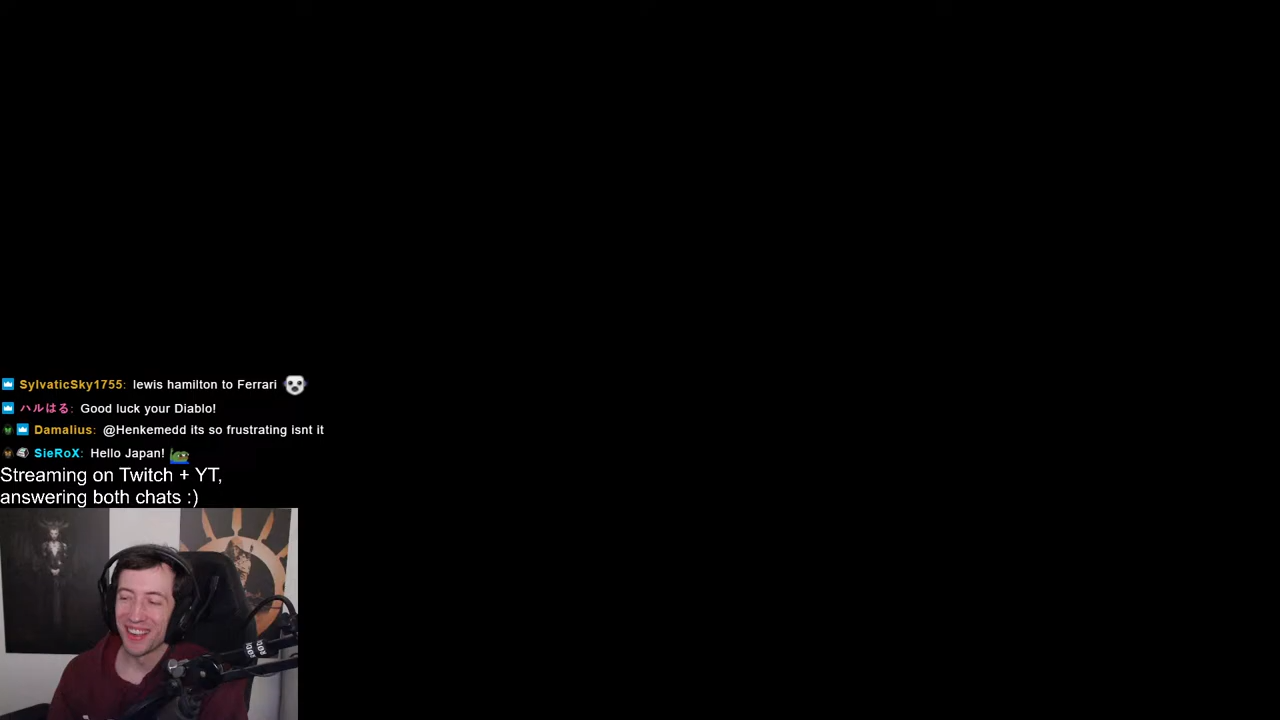 SylvaticSky1755: lewis hamilton to Ferrari
ハルはる: Good luck your Diablo!
Damalius: @Henkemedd its so frustrating isnt it
SieRoX: Hello Japan!
Streaming on Twitch + YT,
answering both chats :)